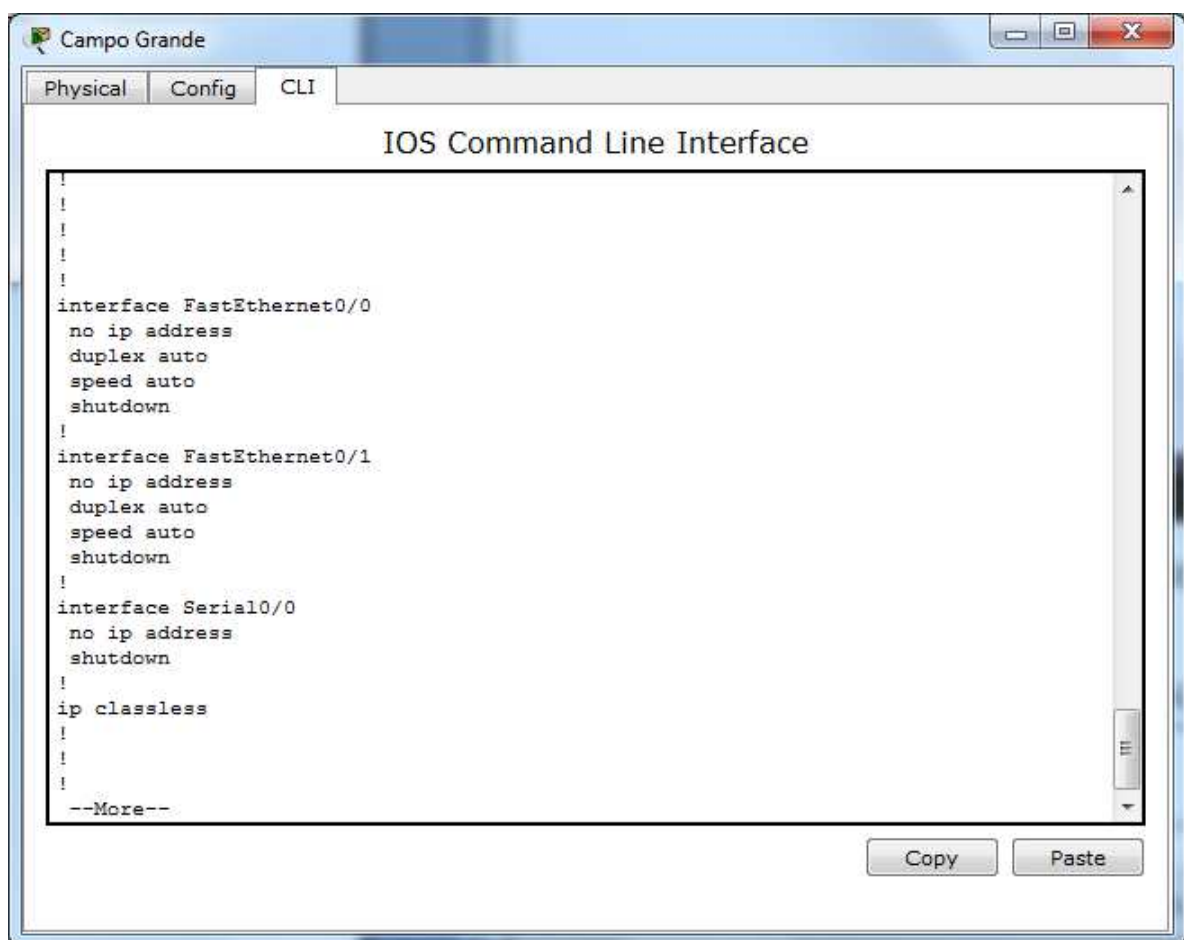 Campo Grande
Physical Config CLI
IOS Command Line Interface
!
!
!
!
!
interface FastEthernet0/0
 no ip address
 duplex auto
 speed auto
 shutdown
!
interface FastEthernet0/1
 no ip address
 duplex auto
 speed auto
 shutdown
!
interface Serial0/0
 no ip address
 shutdown
!
ip classless
!
!
!
 --More--
Copy Paste